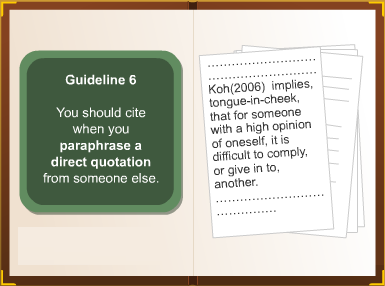 Guideline 6
You should cite
when you
paraphrase a
direct quotation
from someone else.
Koh(2006) implies,
tongue-in-cheek,
that for someone
with a high opinion
of oneself, it is
difficult to comply,
or give in to,
another.